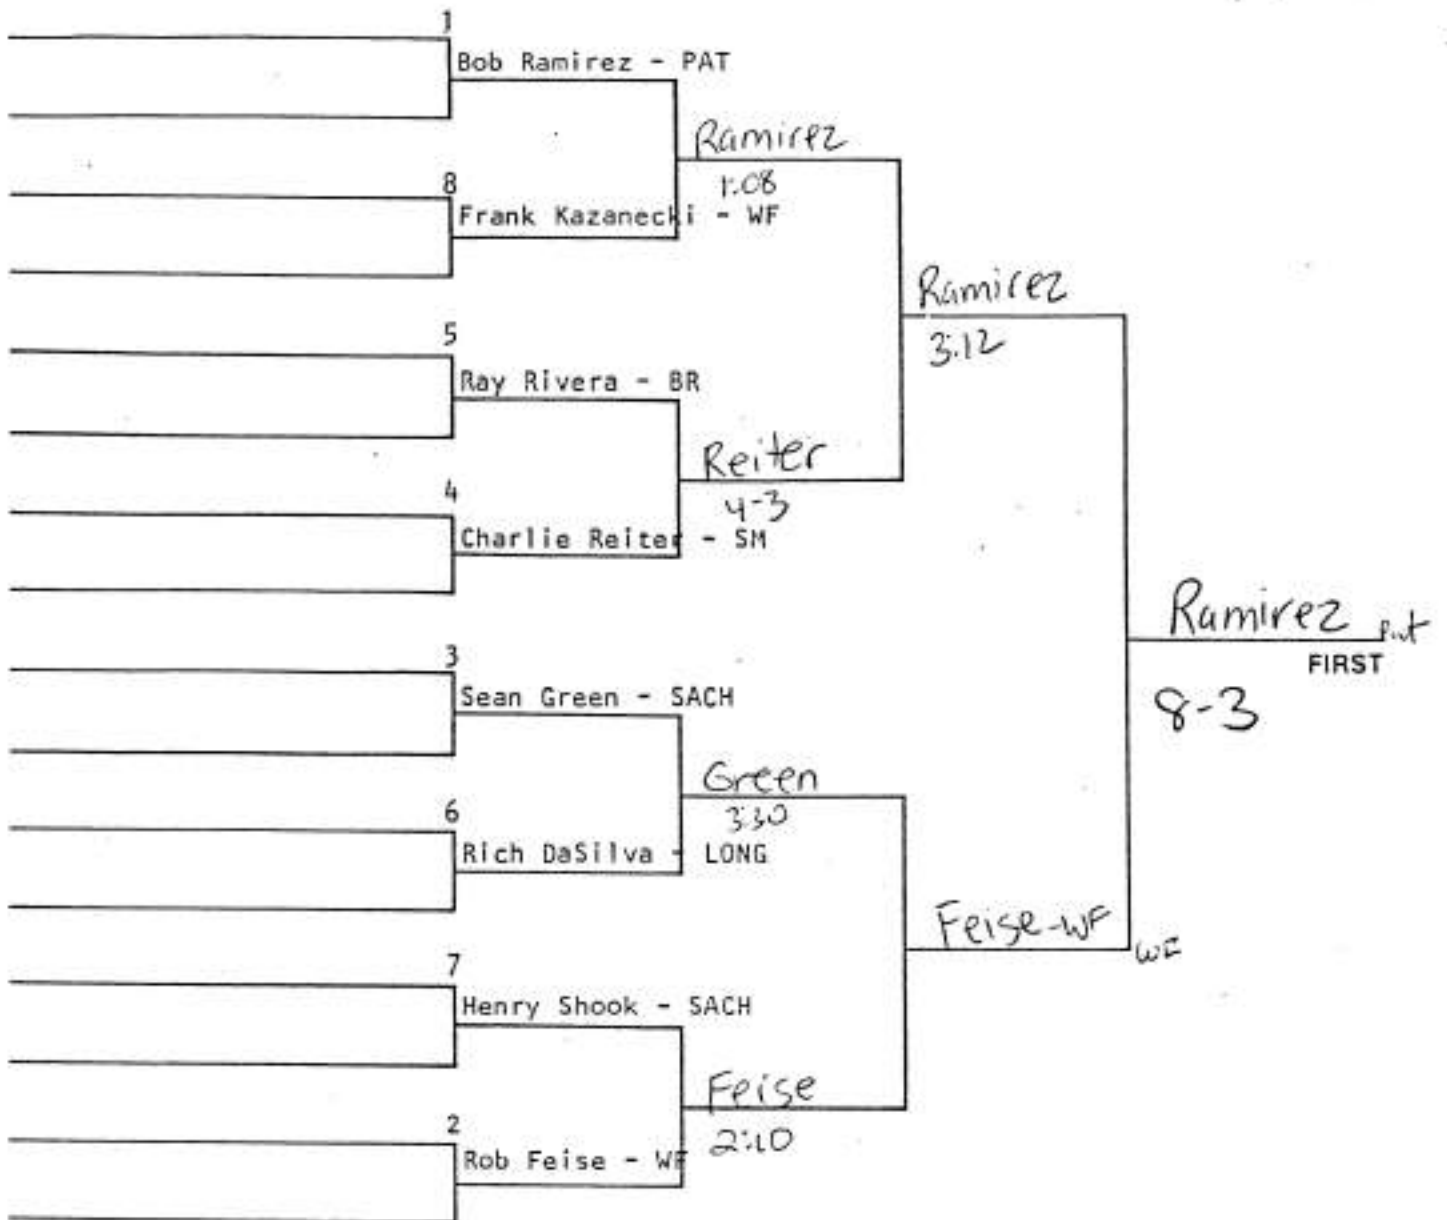 1
Bob Ramirez - PAT
Ramirez
1:08
8
Frank Kazanecki - WF
Ramirez
3:12
5
Ray Rivera - BR
Reiter
4-3
4
Charlie Reiter - SM
Ramirez Pat
FIRST
8-3
3
Sean Green - SACH
Green
3:30
6
Rich DaSilva - LONG
Feise-WF
WF
7
Henry Shook - SACH
Feise
2:10
2
Rob Feise - WF